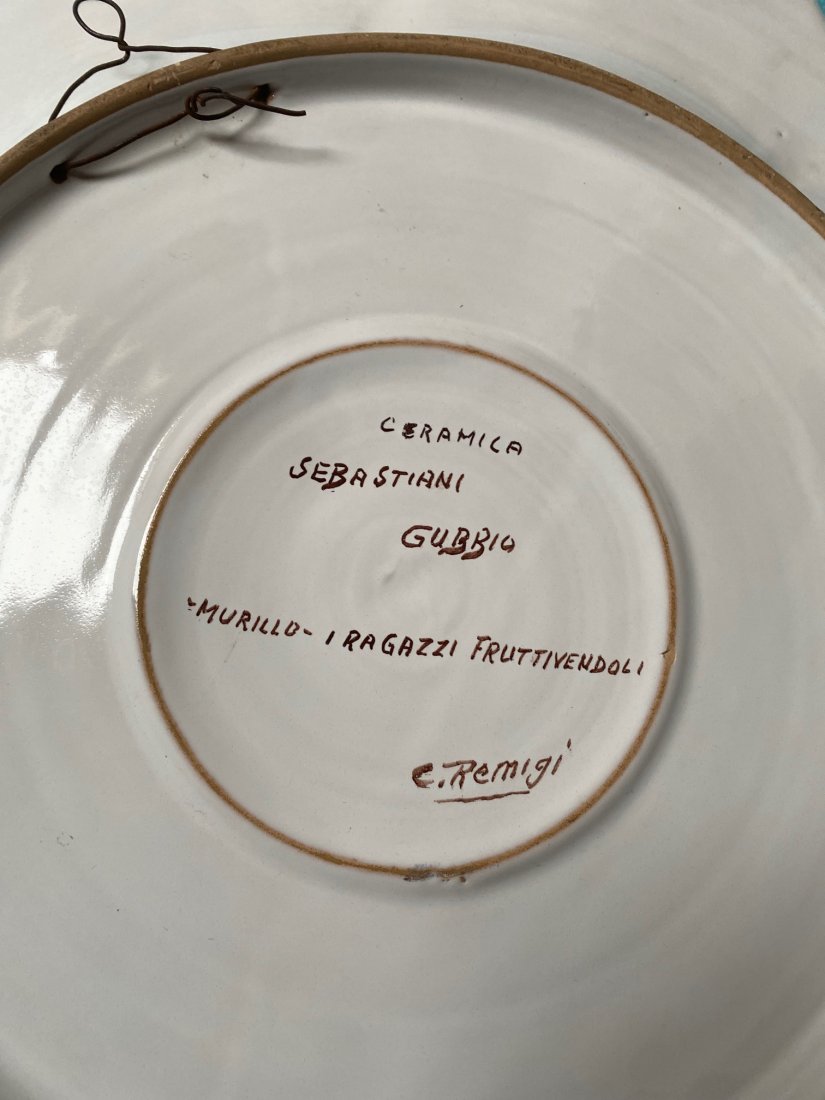 CERAMICA
SEBASTIANI
GUBBIO
-MURILLO- I RAGAZZI FRUTTIVENDOLI
C. Remigi